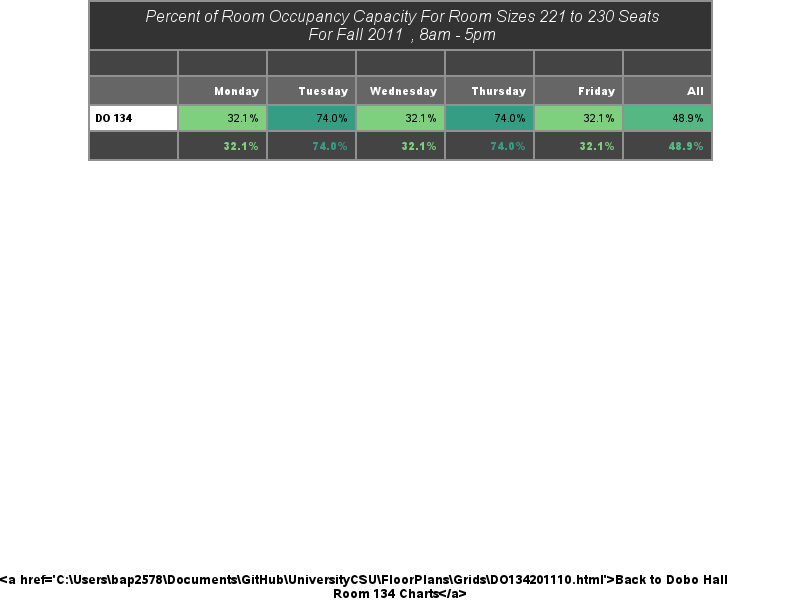 Percent of Room Occupancy Capacity For Room Sizes 221 to 230 Seats
For Fall 2011 , 8am - 5pm
Monday Tuesday Wednesday Thursday Friday All
DO 134 32.1% 74.0% 32.1% 74.0% 32.1% 48.9%
32.1% 74.0% 32.1% 74.0% 32.1% 48.9%
<a href='C:\Users\bap2578\Documents\GitHub\UniversityCSU\FloorPlans\Grids\DO134201110.html'>Back to Dobo Hall
Room 134 Charts</a>